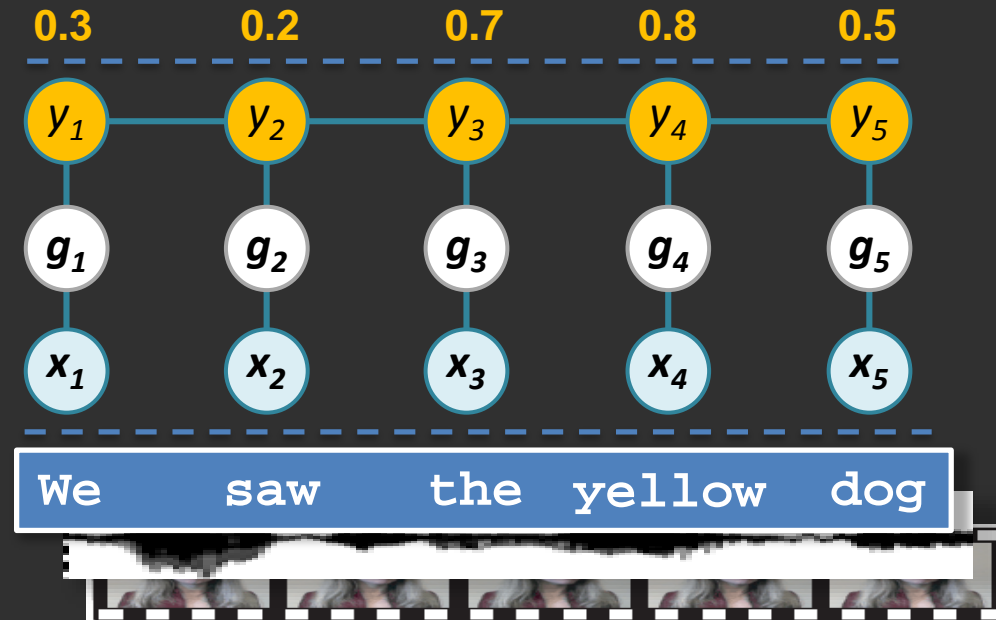 0.3 0.2 0.7 0.8 0.5
y1 y2 y3 y4 y5
g1 g2 g3 g4 g5
x1 x2 x3 x4 x5
We saw the yellow dog